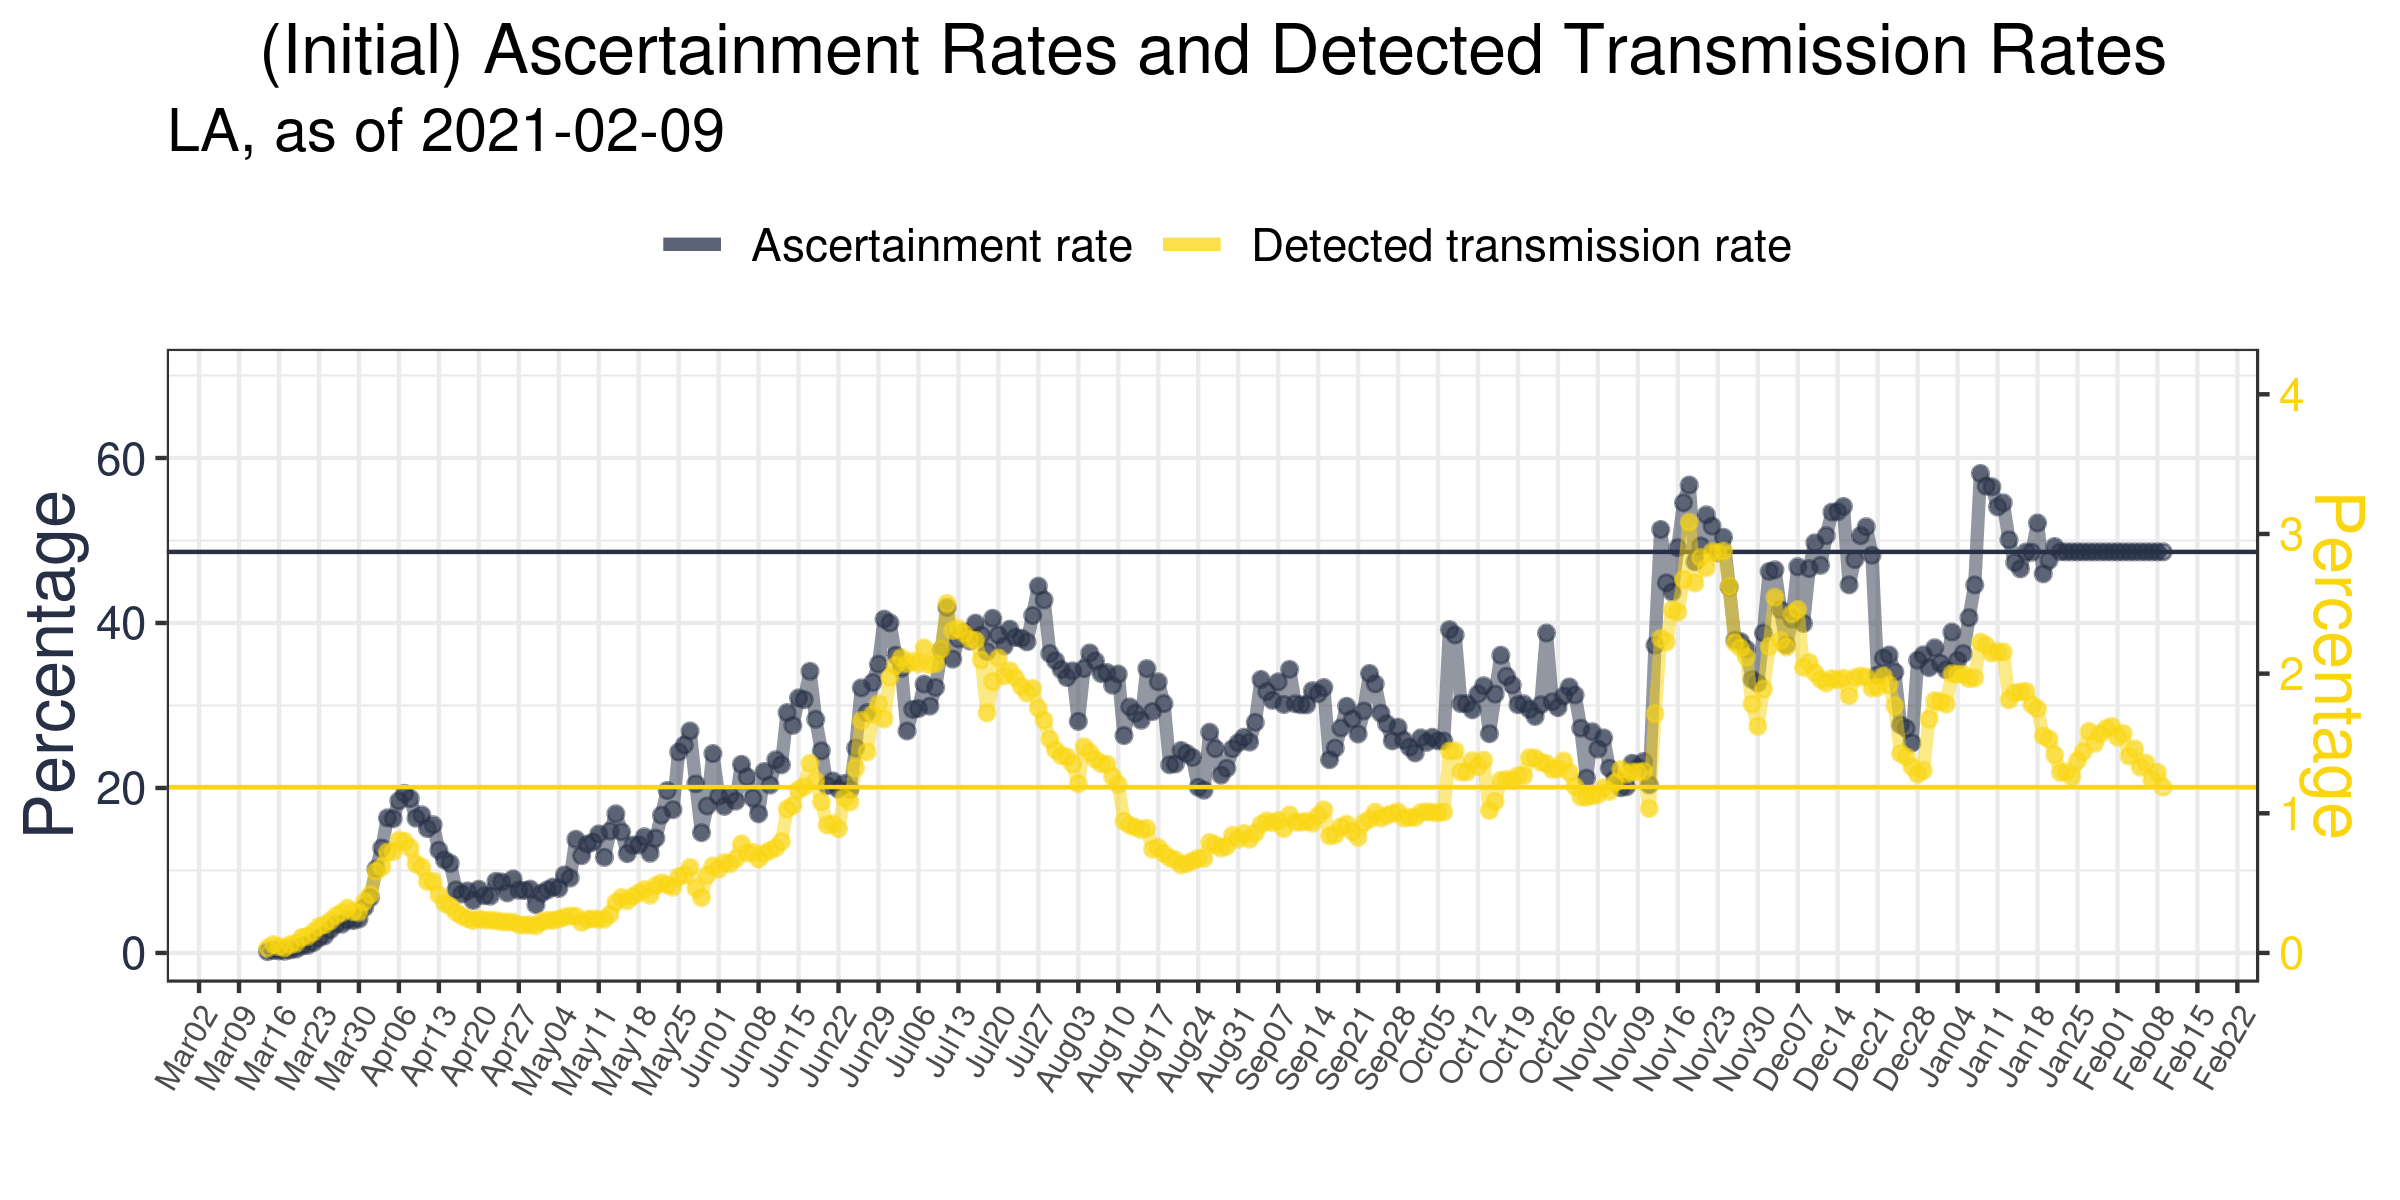 (Initial) Ascertainment Rates and Detected Transmission Rates
LA, as of 2021-02-09
Ascertainment rate Detected transmission rate
Percentage
60
40
20
0
4
3
2
1
0
Percentage
Mar02 Mar09 Mar16 Mar23 Mar30 Apr06 Apr13 Apr20 Apr27 May04 May11 May18 May25 Jun01 Jun08 Jun15 Jun22 Jun29 Jul06 Jul13 Jul20 Jul27 Aug03 Aug10 Aug17 Aug24 Aug31 Sep07 Sep14 Sep21 Sep28 Oct05 Oct12 Oct19 Oct26 Nov02 Nov09 Nov16 Nov23 Nov30 Dec07 Dec14 Dec21 Dec28 Jan04 Jan11 Jan18 Jan25 Feb01 Feb08 Feb15 Feb22